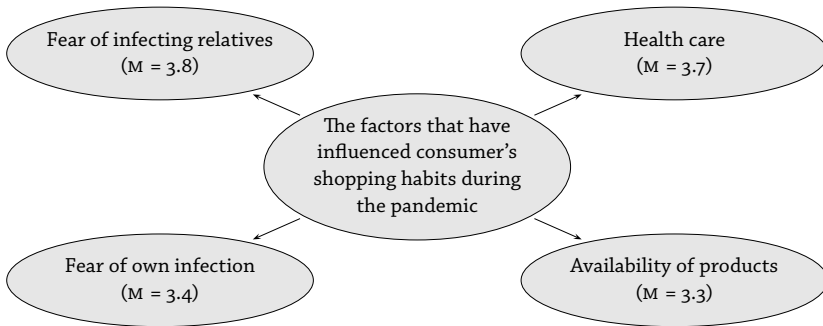 Fear of infecting relatives
(M = 3.8)
Health care
(M = 3.7)
The factors that have
influenced consumer's
shopping habits during
the pandemic
Fear of own infection
(M = 3.4)
Availability of products
(M = 3.3)